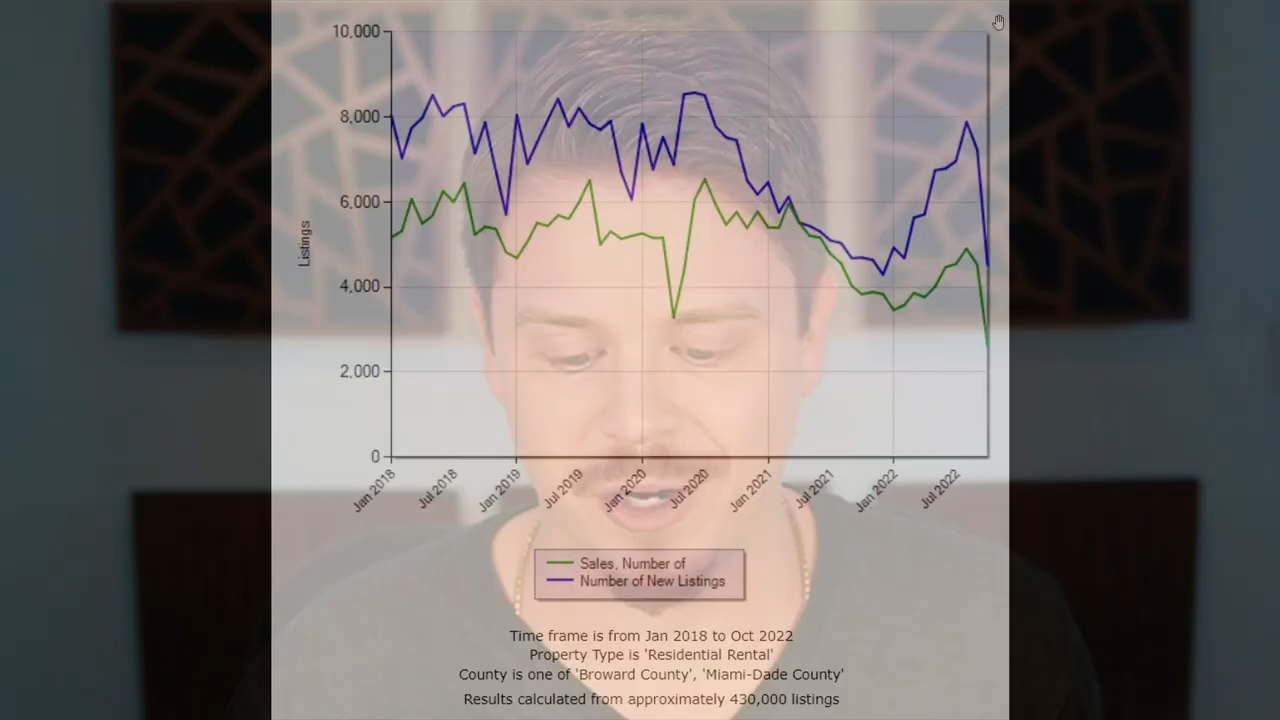 10,000
8,000
6,000
4,000
2,000
0
Listings
Jan 2018
Jul 2018
Jan 2019
Jul 2019
Jan 2020
Jul 2020
Jan 2021
Jul 2021
Jan 2022
Jul 2022
Sales, Number of
Number of New Listings
Time frame is from Jan 2018 to Oct 2022
Property Type is 'Residential Rental'
County is one of 'Broward County', 'Miami-Dade County'
Results calculated from approximately 430,000 listings